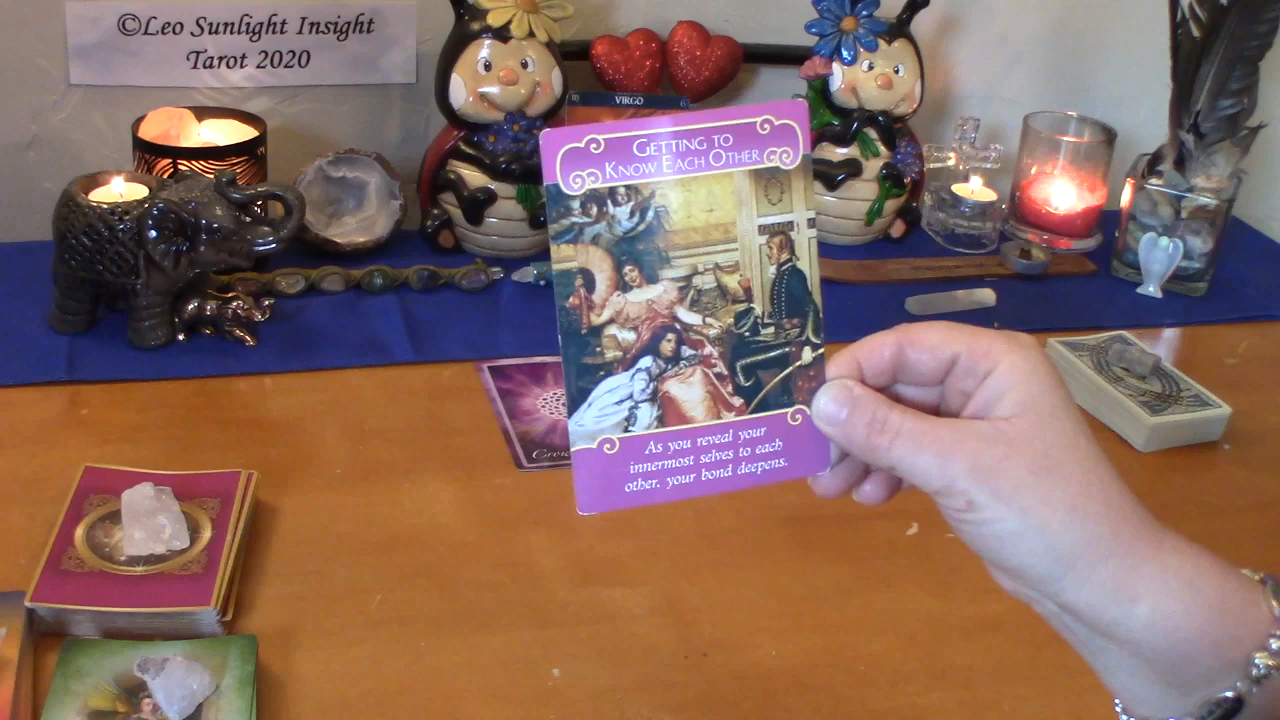 ©Leo Sunlight Insight
Tarot 2020
VIRGO
GETTING TO
KNOW EACH OTHER
As you reveal your
innermost selves to each
other, your bond deepens.